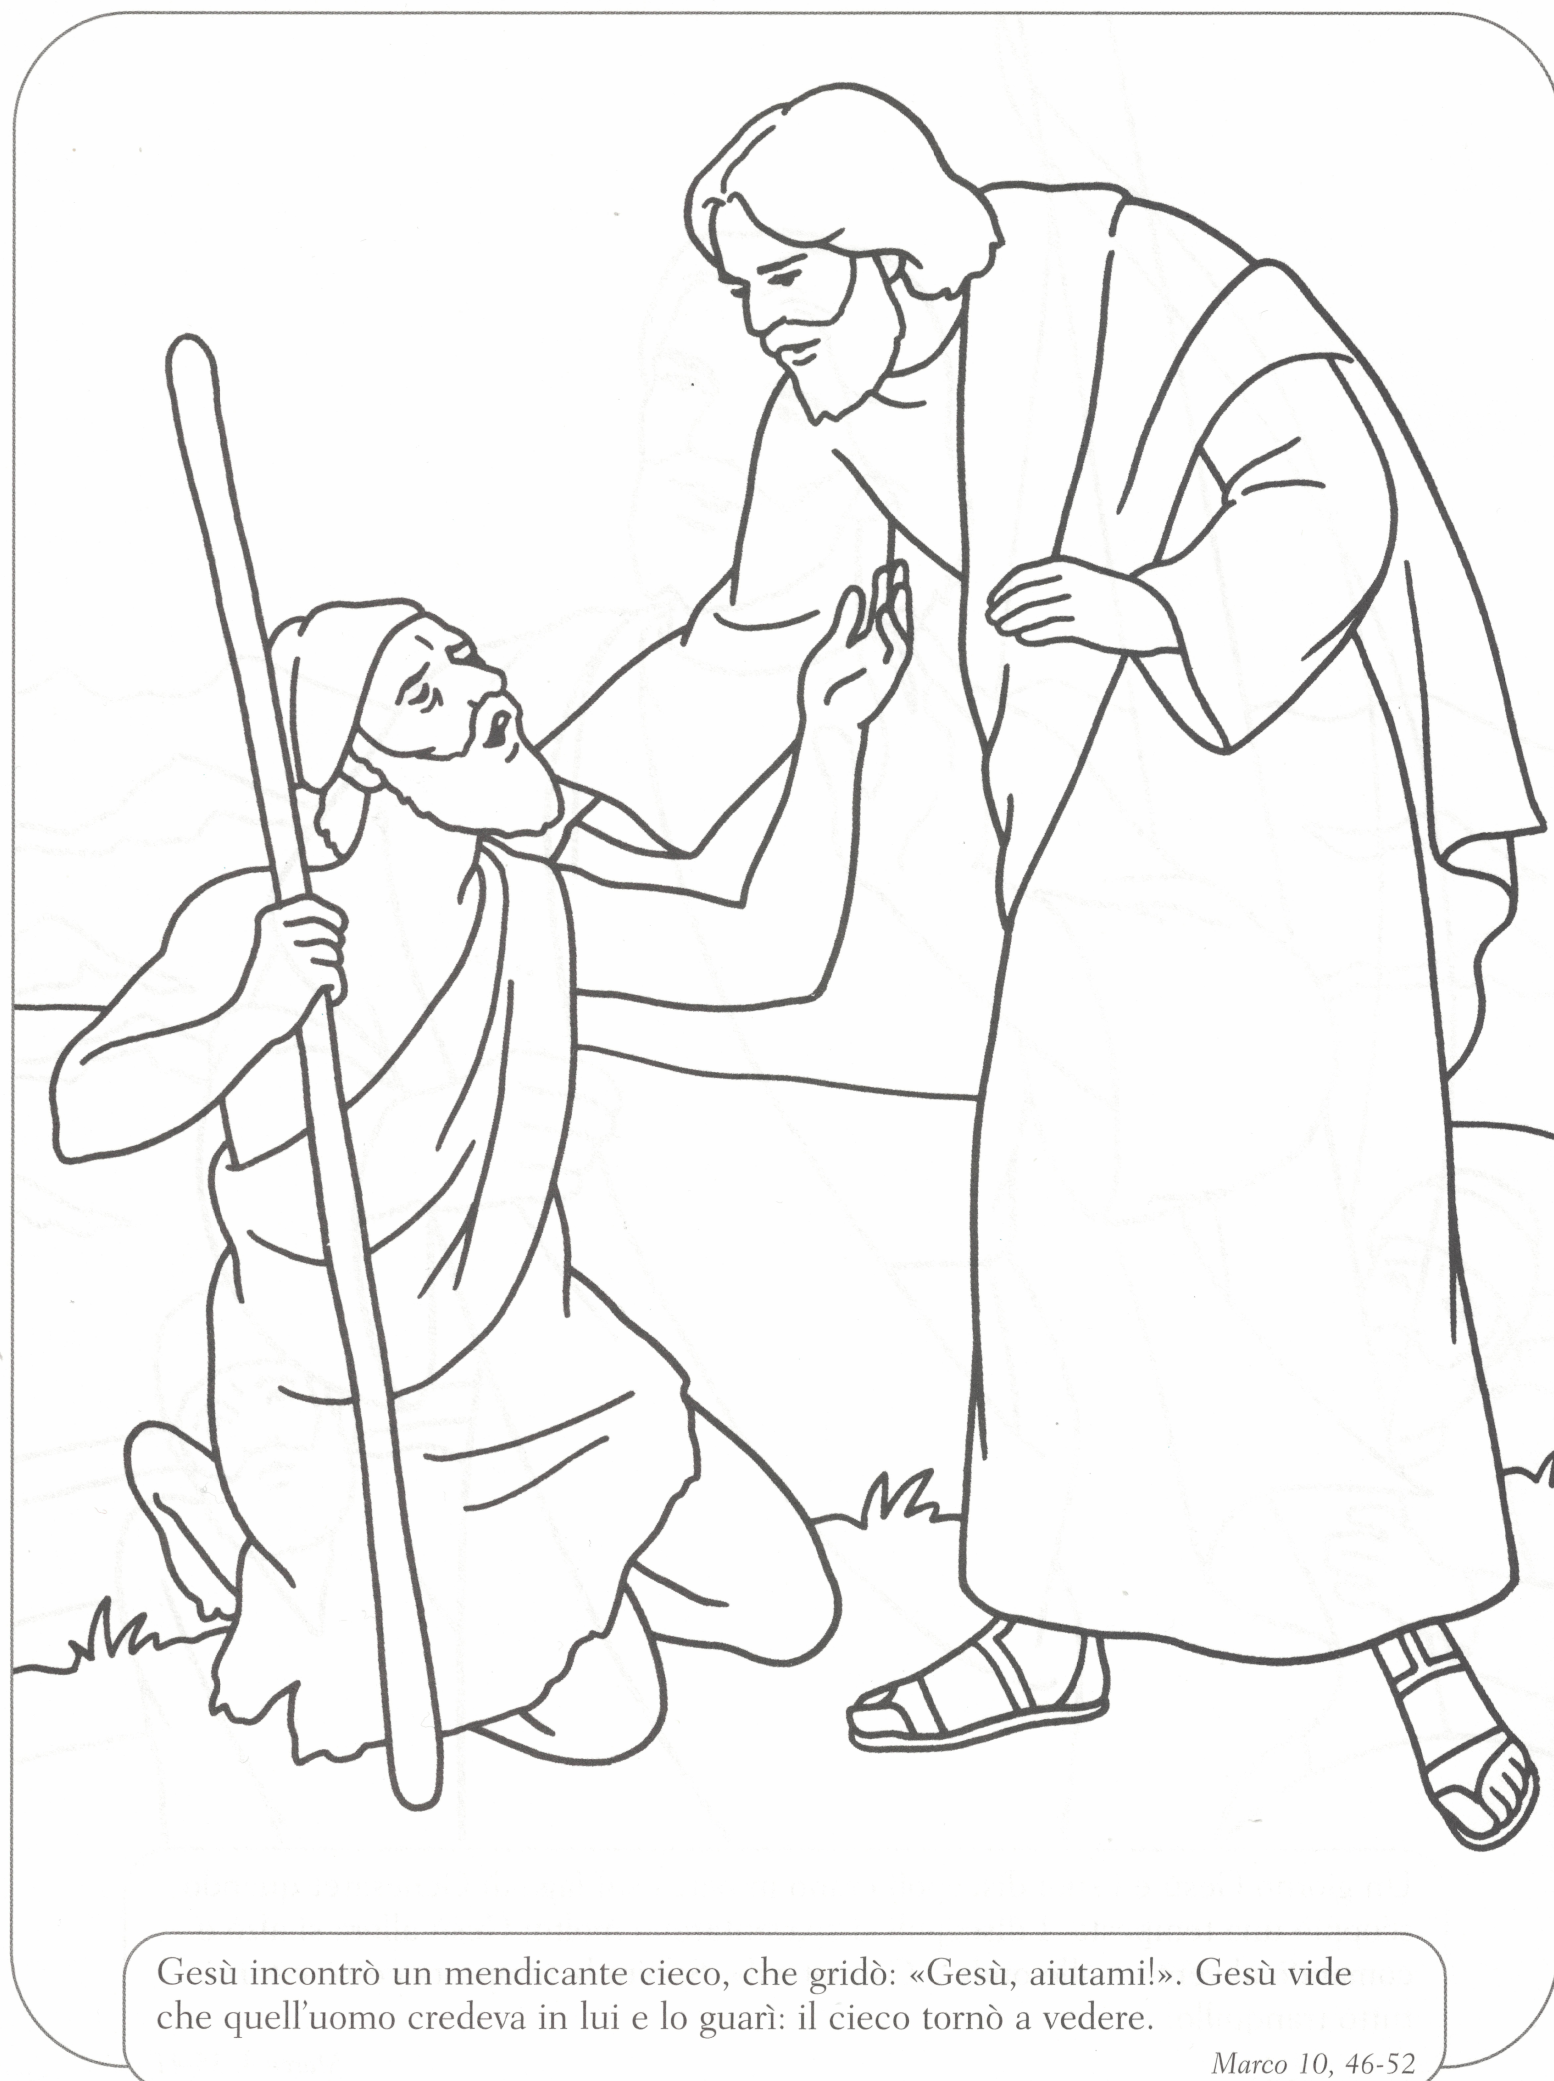 Gesù incontrò un mendicante cieco, che gridò: «Gesù, aiutami!». Gesù vide
che quell'uomo credeva in lui e lo guarì: il cieco tornò a vedere.
Marco 10, 46-52